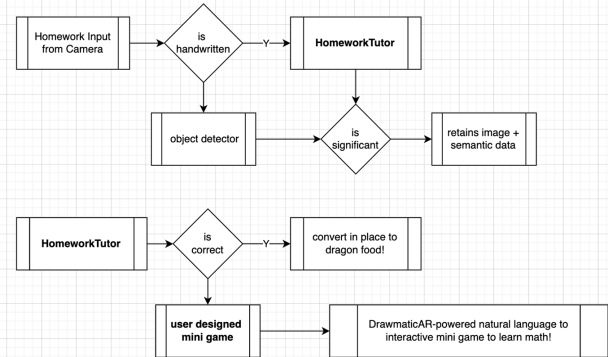 Homework Input
from Camera
is
handwritten
Y
HomeworkTutor
object detector
is
significant
retains image +
semantic data
HomeworkTutor
is
correct
Y
convert in place to
dragon food!
user designed
mini game
DrawmaticAR-powered natural language to
interactive mini game to learn math!